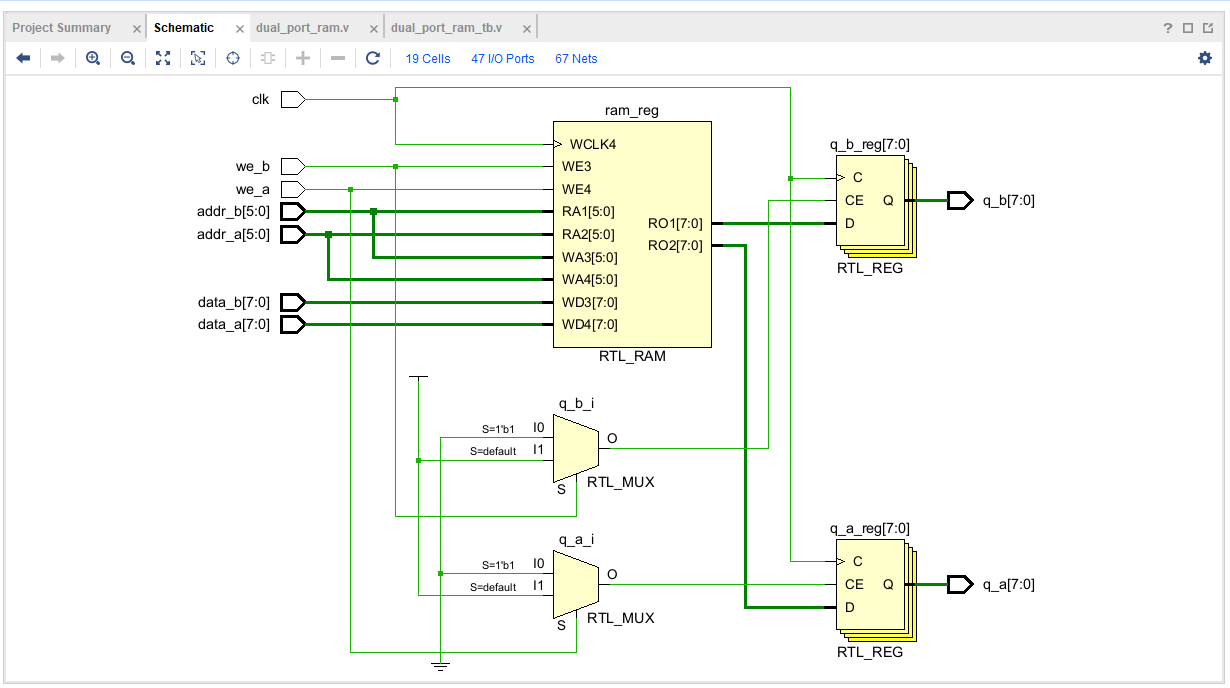 Project Summary × Schematic × dual_port_ram.v × dual_port_ram_tb.v × ?
19 Cells 47 I/O Ports 67 Nets
clk
ram_reg
WCLK4
we_b
WE3
we_a
WE4
addr_b[5:0]
RA1[5:0]
addr_a[5:0]
RA2[5:0]
WA3[5:0]
WA4[5:0]
data_b[7:0]
WD3[7:0]
data_a[7:0]
WD4[7:0]
RO1[7:0]
RO2[7:0]
RTL_RAM
q_b_reg[7:0]
C
CE Q
D
RTL_REG
q_b[7:0]
q_b_i
S=1'b1 I0
S=default I1
O
S
RTL_MUX
q_a_i
S=1'b1 I0
S=default I1
O
S
RTL_MUX
q_a_reg[7:0]
C
CE Q
D
RTL_REG
q_a[7:0]